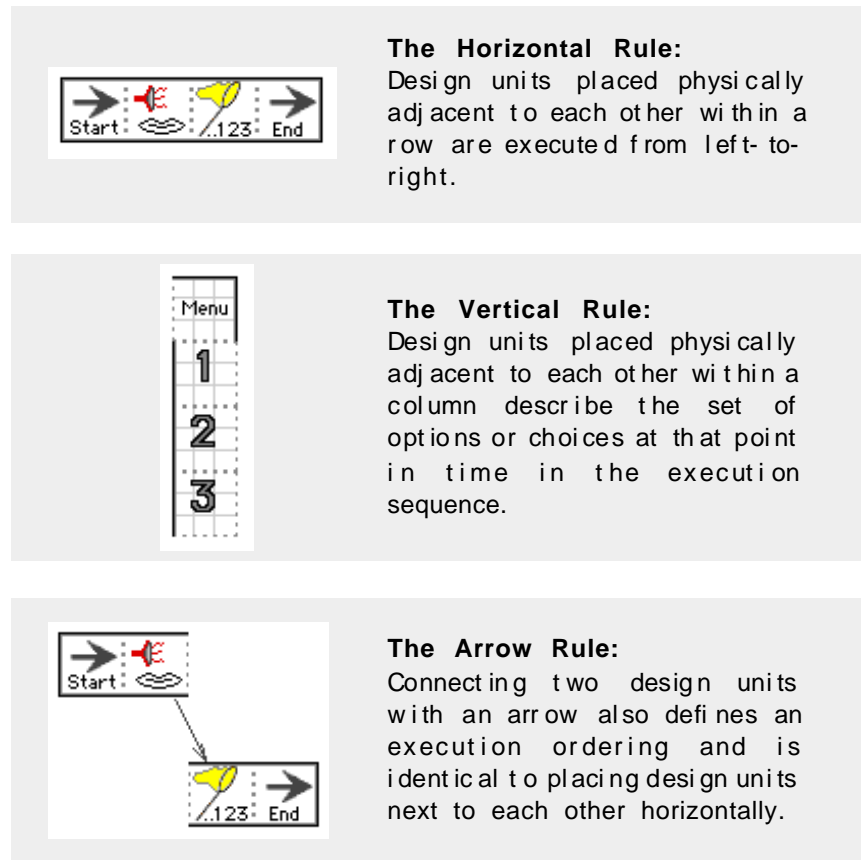 The Horizontal Rule:
Design units placed physically
adjacent to each other within a
row are executed from left-to-
right.
Start ..123 End
The Vertical Rule:
Design units placed physically
adjacent to each other within a
column describe the set of
options or choices at that point
in time in the execution
sequence.
Menu
1
2
3
The Arrow Rule:
Connecting two design units
with an arrow also defines an
execution ordering and is
identical to placing design units
next to each other horizontally.
Start
..123 End